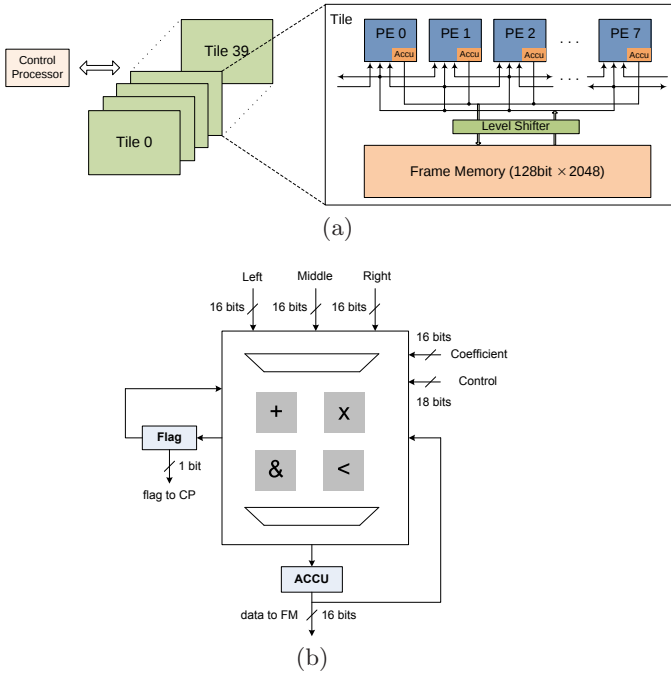 Control
Processor
Tile 39
Tile 0
Tile
PE 0
Accu
PE 1
Accu
PE 2
Accu
. . .
PE 7
Accu
. . .
Level Shifter
Frame Memory (128bit × 2048)
(a)
Left
Middle
Right
16 bits
16 bits
16 bits
16 bits
Coefficient
Control
18 bits
+
x
Flag
&
<
1 bit
flag to CP
ACCU
data to FM
16 bits
(b)